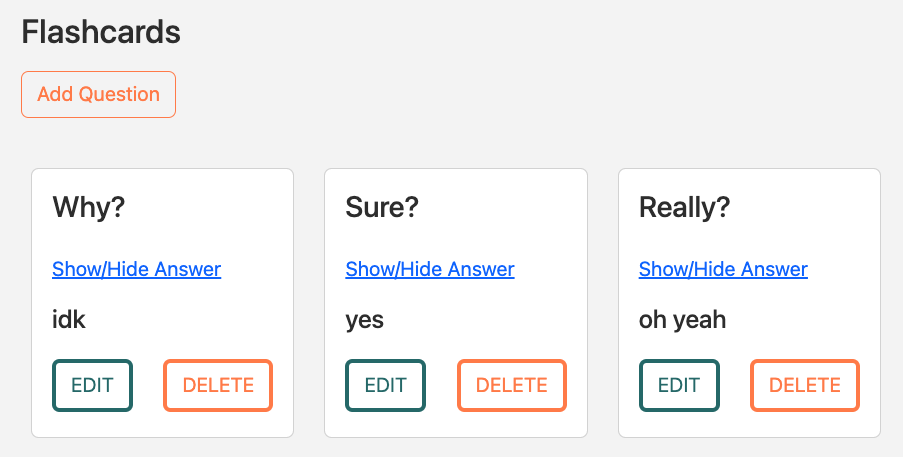 Flashcards
Add Question
Why?
Show/Hide Answer
idk
EDIT DELETE
Sure?
Show/Hide Answer
yes
EDIT DELETE
Really?
Show/Hide Answer
oh yeah
EDIT DELETE